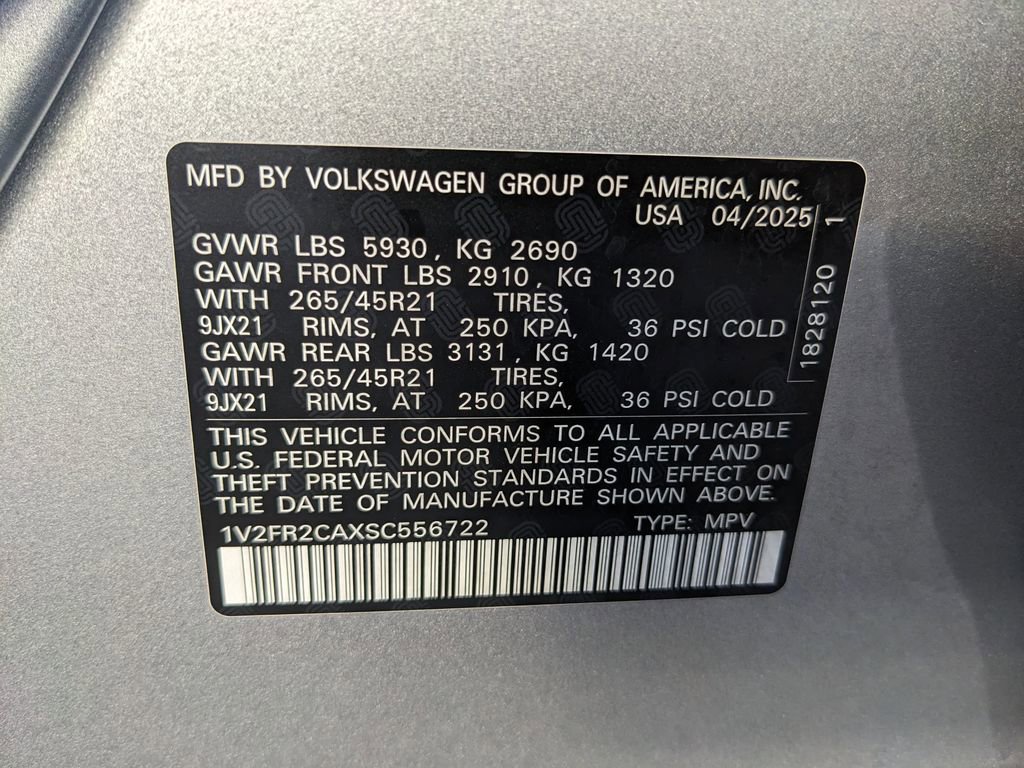 MFD BY VOLKSWAGEN GROUP OF AMERICA, INC.
USA 04/2025
GVWR LBS 5930, KG 2690
GAWR FRONT LBS 2910, KG 1320
WITH 265/45R21 TIRES,
9JX21 RIMS, AT 250 KPA, 36 PSI COLD
GAWR REAR LBS 3131, KG 1420
WITH 265/45R21 TIRES,
9JX21 RIMS, AT 250 KPA, 36 PSI COLD
1828120 1
THIS VEHICLE CONFORMS TO ALL APPLICABLE
U.S. FEDERAL MOTOR VEHICLE SAFETY AND
THEFT PREVENTION STANDARDS IN EFFECT ON
THE DATE OF MANUFACTURE SHOWN ABOVE.
1V2FR2CAXSC556722 TYPE: MPV